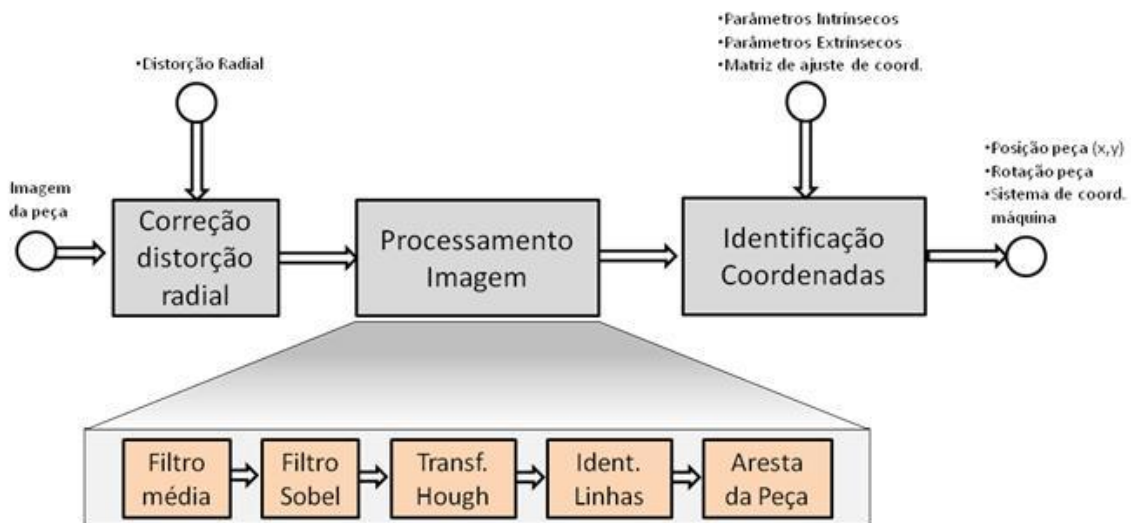 •Parâmetros Intrínsecos
•Parâmetros Extrínsecos
•Matriz de ajuste de coord.
•Distorção Radial
•Posição peça (x,y)
•Rotação peça
•Sistema de coord.
máquina
Imagem
da peça
Correção
distorção
radial
Processamento
Imagem
Identificação
Coordenadas
Filtro
média
Filtro
Sobel
Transf.
Hough
Ident.
Linhas
Aresta
da Peça